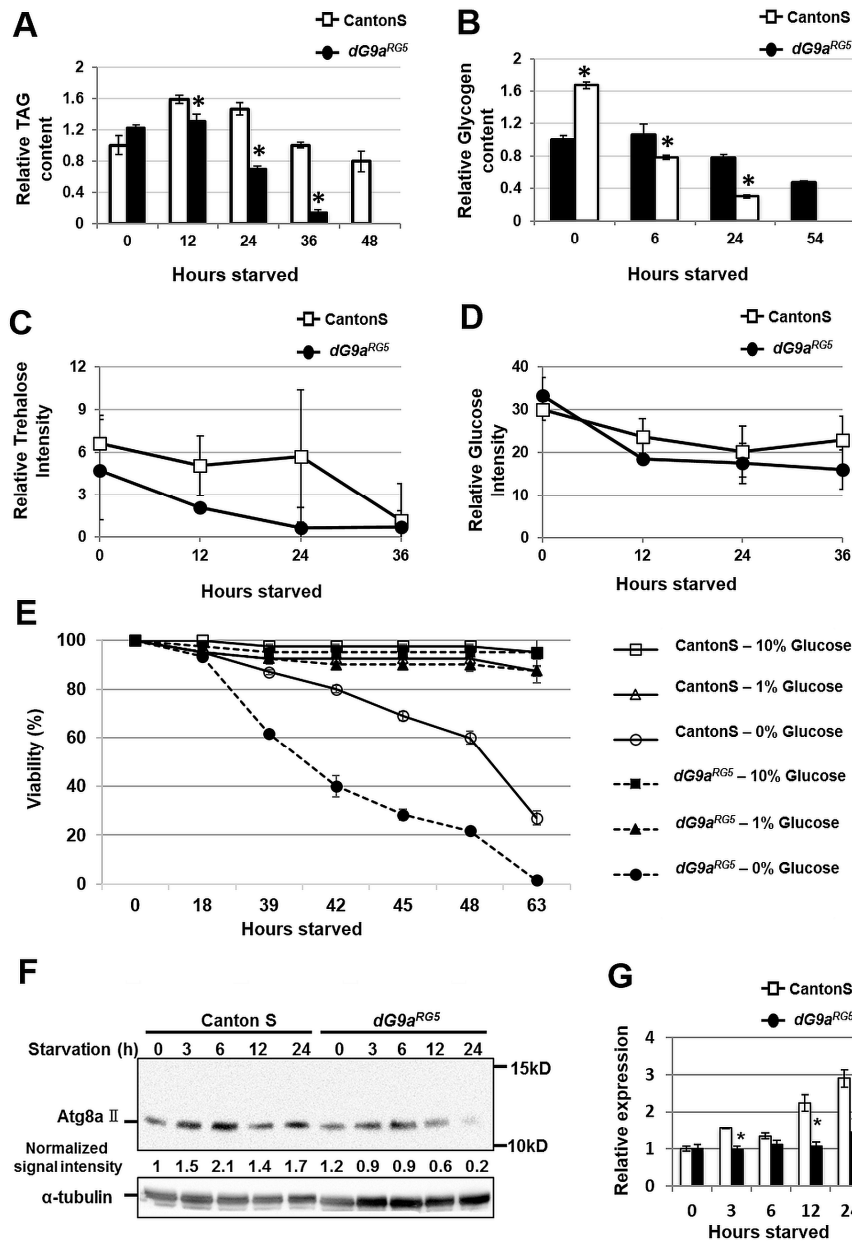 A
CantonS
dG9aRG5
Relative TAG
content
2
1.6
1.2
0.8
0.4
0
*
*
*
0 12 24 36 48
Hours starved
B
CantonS
dG9aRG5
Relative Glycogen
content
2
1.6
1.2
0.8
0.4
0
*
*
*
0 6 24 54
Hours starved
C
CantonS
dG9aRG5
Relative Trehalose
Intensity
12
9
6
3
0
0 12 24 36
Hours starved
D
CantonS
dG9aRG5
Relative Glucose
Intensity
40
30
20
10
0
0 12 24 36
Hours starved
E
Viability (%)
100
80
60
40
20
0
0 18 39 42 45 48 63
Hours starved
CantonS – 10% Glucose
CantonS – 1% Glucose
CantonS – 0% Glucose
dG9aRG5 – 10% Glucose
dG9aRG5 – 1% Glucose
dG9aRG5 – 0% Glucose
F
Canton S dG9aRG5
Starvation (h) 0 3 6 12 24 0 3 6 12 24
15kD
Atg8a II
10kD
Normalized
signal intensity
1 1.5 2.1 1.4 1.7 1.2 0.9 0.9 0.6 0.2
α-tubulin
G
CantonS
dG9aRG5
Relative expression
4
3
2
1
0
*
*
0 3 6 12 24
Hours starved